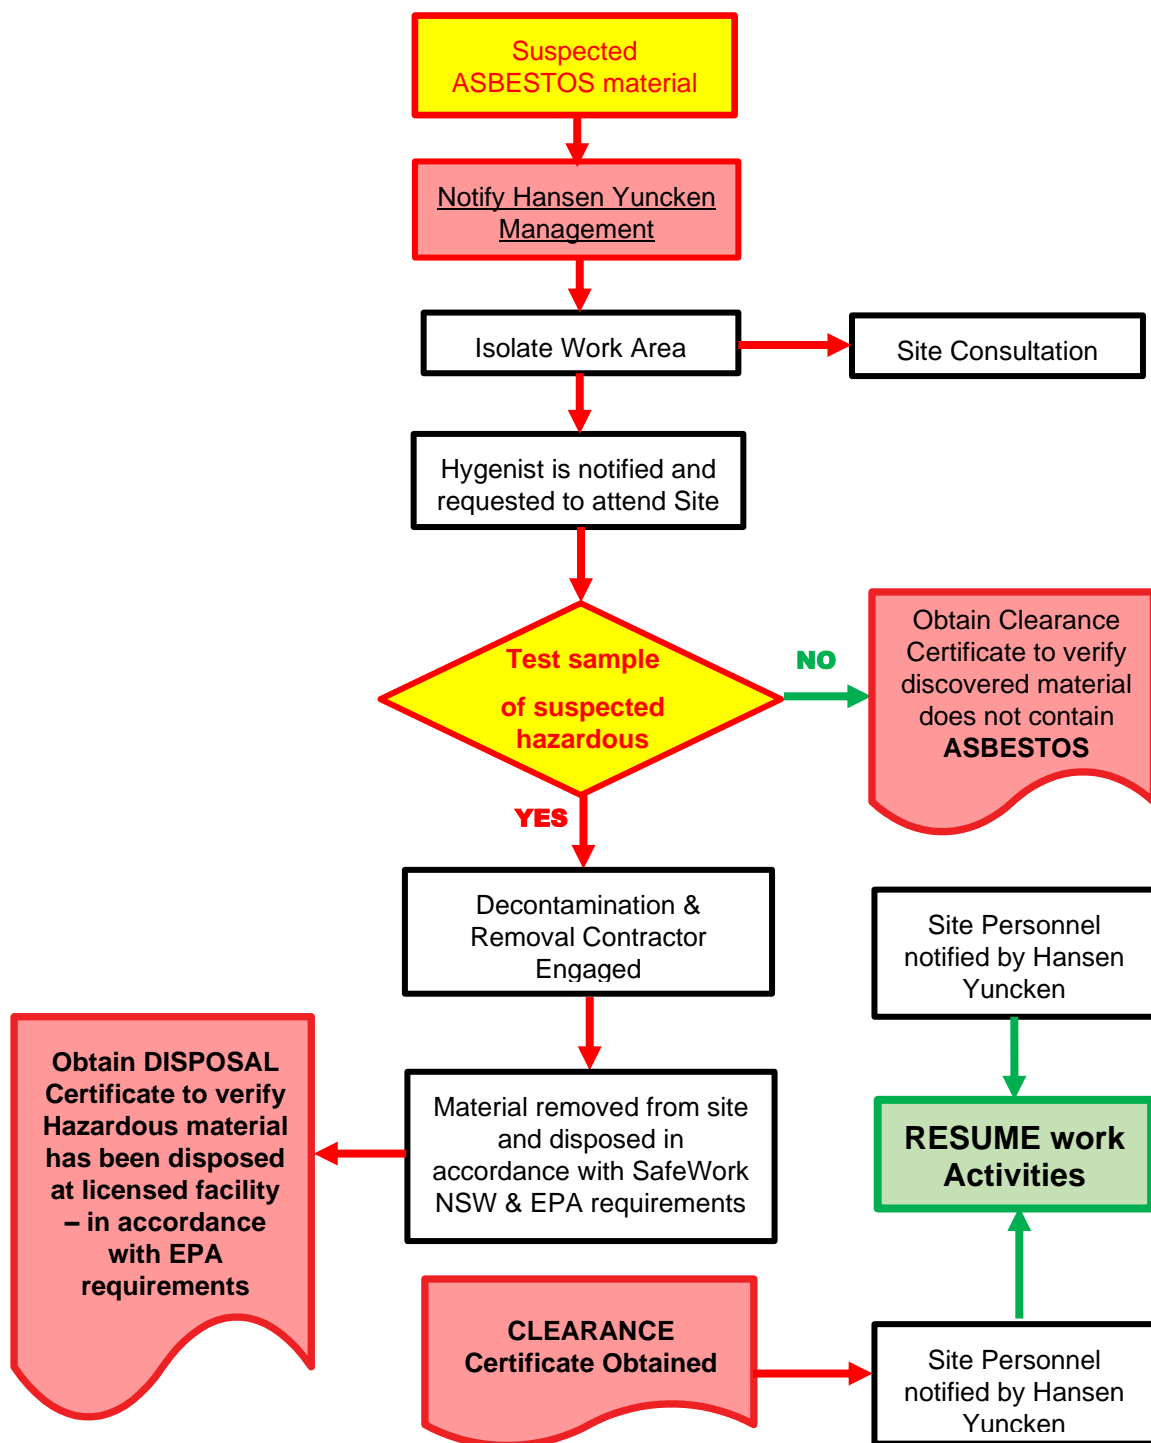 Suspected
ASBESTOS material
Notify Hansen Yuncken
Management
Isolate Work Area
Site Consultation
Hygenist is notified and
requested to attend Site
Test sample
of suspected
hazardous
NO
Obtain Clearance
Certificate to verify
discovered material
does not contain
ASBESTOS
YES
Decontamination &
Removal Contractor
Engaged
Site Personnel
notified by Hansen
Yuncken
Obtain DISPOSAL
Certificate to verify
Hazardous material
has been disposed
at licensed facility
– in accordance
with EPA
requirements
Material removed from site
and disposed in
accordance with SafeWork
NSW & EPA requirements
RESUME work
Activities
CLEARANCE
Certificate Obtained
Site Personnel
notified by Hansen
Yuncken